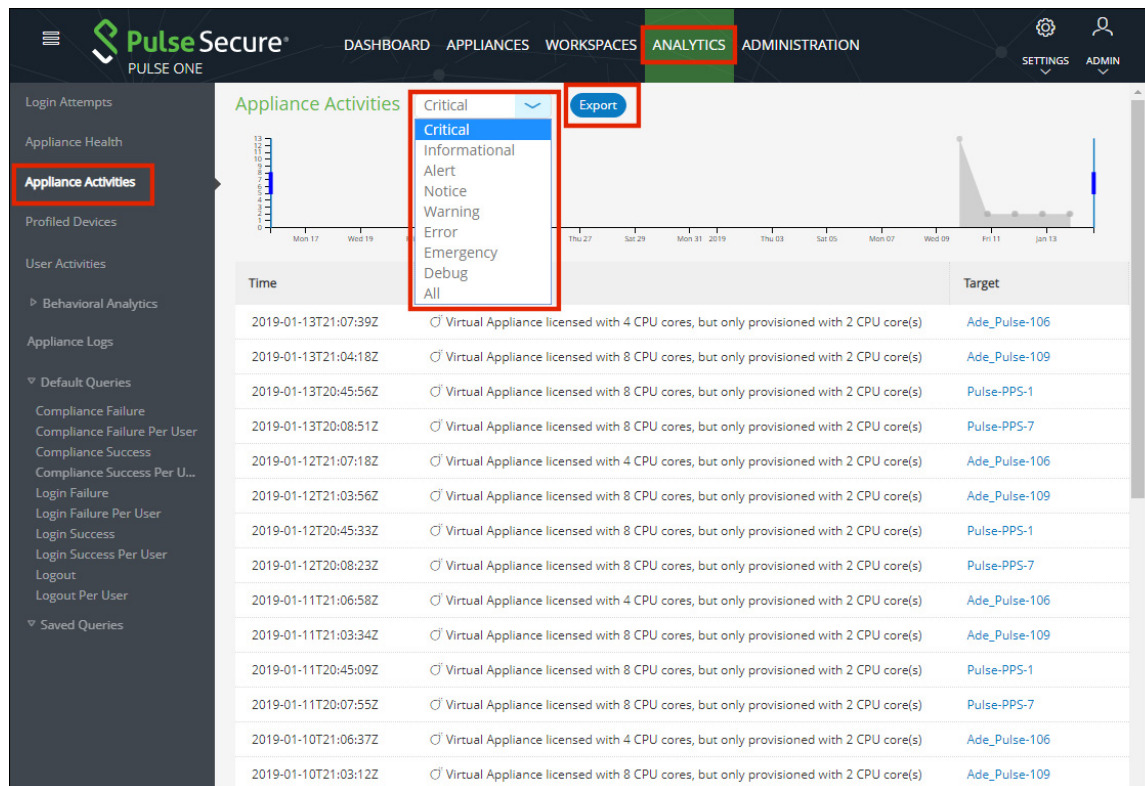 Pulse Secure®
PULSE ONE
DASHBOARD APPLIANCES WORKSPACES ANALYTICS ADMINISTRATION
SETTINGS ADMIN
Login Attempts
Appliance Health
Appliance Activities
Profiled Devices
User Activities
Behavioral Analytics
Appliance Logs
Default Queries
Compliance Failure
Compliance Failure Per User
Compliance Success
Compliance Success Per U...
Login Failure
Login Failure Per User
Login Success
Login Success Per User
Logout
Logout Per User
Saved Queries
Appliance Activities Critical Export
Critical
Informational
Alert
Notice
Warning
Error
Emergency
Debug
All
13
12
11
10
9
8
7
6
5
4
3
2
1
0
Mon 17 Wed 19 Thu 27 Sat 29 Mon 31 2019 Thu 03 Sat 05 Mon 07 Wed 09 Fri 11 Jan 13
Time Target
2019-01-13T21:07:39Z Virtual Appliance licensed with 4 CPU cores, but only provisioned with 2 CPU core(s) Ade_Pulse-106
2019-01-13T21:04:18Z Virtual Appliance licensed with 8 CPU cores, but only provisioned with 2 CPU core(s) Ade_Pulse-109
2019-01-13T20:45:56Z Virtual Appliance licensed with 8 CPU cores, but only provisioned with 2 CPU core(s) Pulse-PPS-1
2019-01-13T20:08:51Z Virtual Appliance licensed with 8 CPU cores, but only provisioned with 2 CPU core(s) Pulse-PPS-7
2019-01-12T21:07:18Z Virtual Appliance licensed with 4 CPU cores, but only provisioned with 2 CPU core(s) Ade_Pulse-106
2019-01-12T21:03:56Z Virtual Appliance licensed with 8 CPU cores, but only provisioned with 2 CPU core(s) Ade_Pulse-109
2019-01-12T20:45:33Z Virtual Appliance licensed with 8 CPU cores, but only provisioned with 2 CPU core(s) Pulse-PPS-1
2019-01-12T20:08:23Z Virtual Appliance licensed with 8 CPU cores, but only provisioned with 2 CPU core(s) Pulse-PPS-7
2019-01-11T21:06:58Z Virtual Appliance licensed with 4 CPU cores, but only provisioned with 2 CPU core(s) Ade_Pulse-106
2019-01-11T21:03:34Z Virtual Appliance licensed with 8 CPU cores, but only provisioned with 2 CPU core(s) Ade_Pulse-109
2019-01-11T20:45:09Z Virtual Appliance licensed with 8 CPU cores, but only provisioned with 2 CPU core(s) Pulse-PPS-1
2019-01-11T20:07:55Z Virtual Appliance licensed with 8 CPU cores, but only provisioned with 2 CPU core(s) Pulse-PPS-7
2019-01-10T21:06:37Z Virtual Appliance licensed with 4 CPU cores, but only provisioned with 2 CPU core(s) Ade_Pulse-106
2019-01-10T21:03:12Z Virtual Appliance licensed with 8 CPU cores, but only provisioned with 2 CPU core(s) Ade_Pulse-109